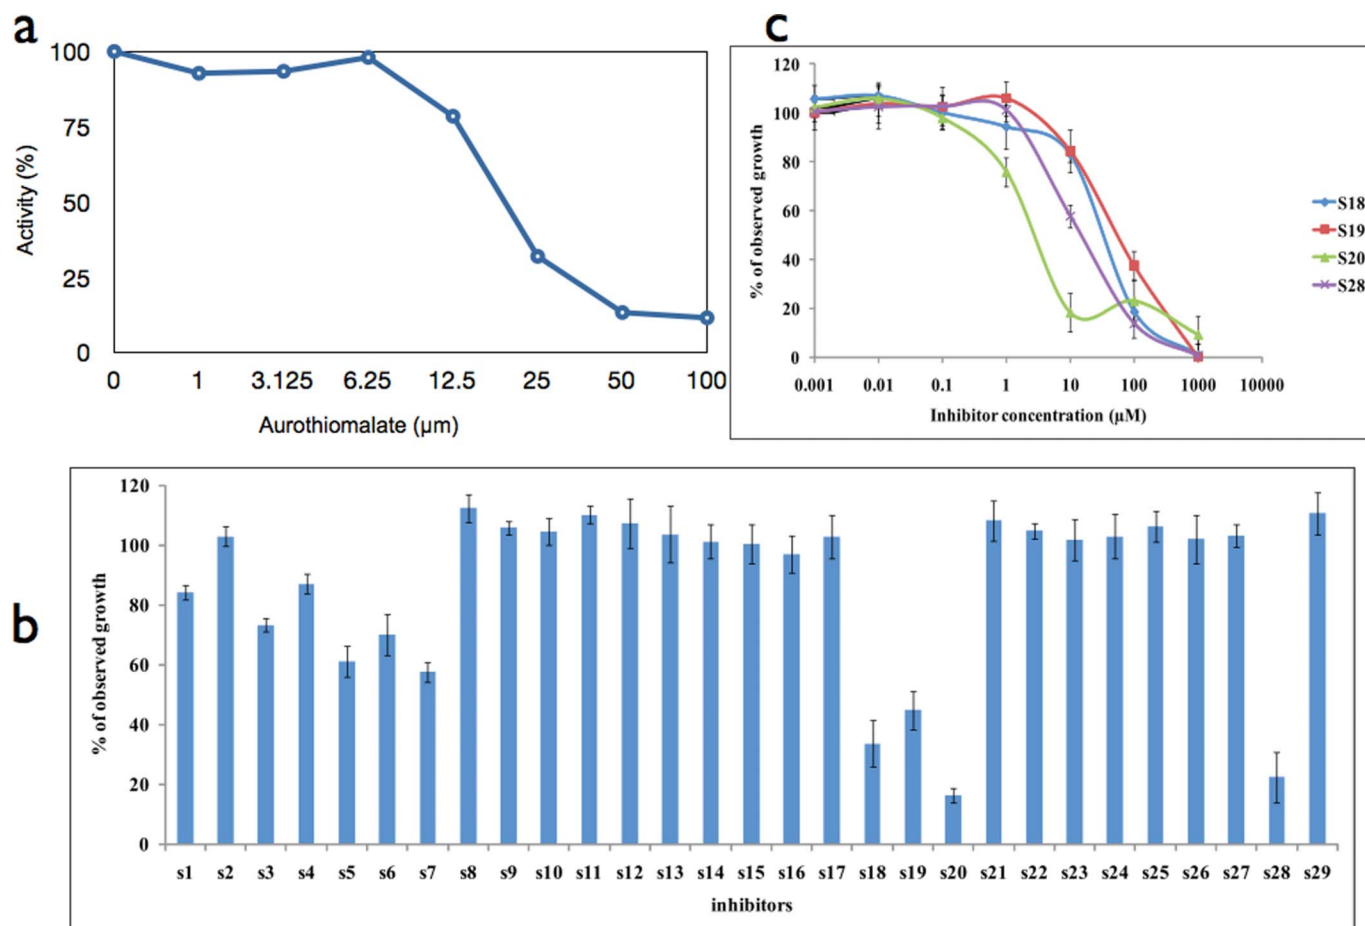 a
100
75
50
25
0
Activity (%)
0 1 3.125 6.25 12.5 25 50 100
Aurothiomalate (µm)
c
120
100
80
60
40
20
0
% of observed growth
0.001 0.01 0.1 1 10 100 1000 10000
Inhibitor concentration (µM)
S18
S19
S20
S28
b
120
100
80
60
40
20
0
% of observed growth
s1 s2 s3 s4 s5 s6 s7 s8 s9 s10 s11 s12 s13 s14 s15 s16 s17 s18 s19 s20 s21 s22 s23 s24 s25 s26 s27 s28 s29
inhibitors